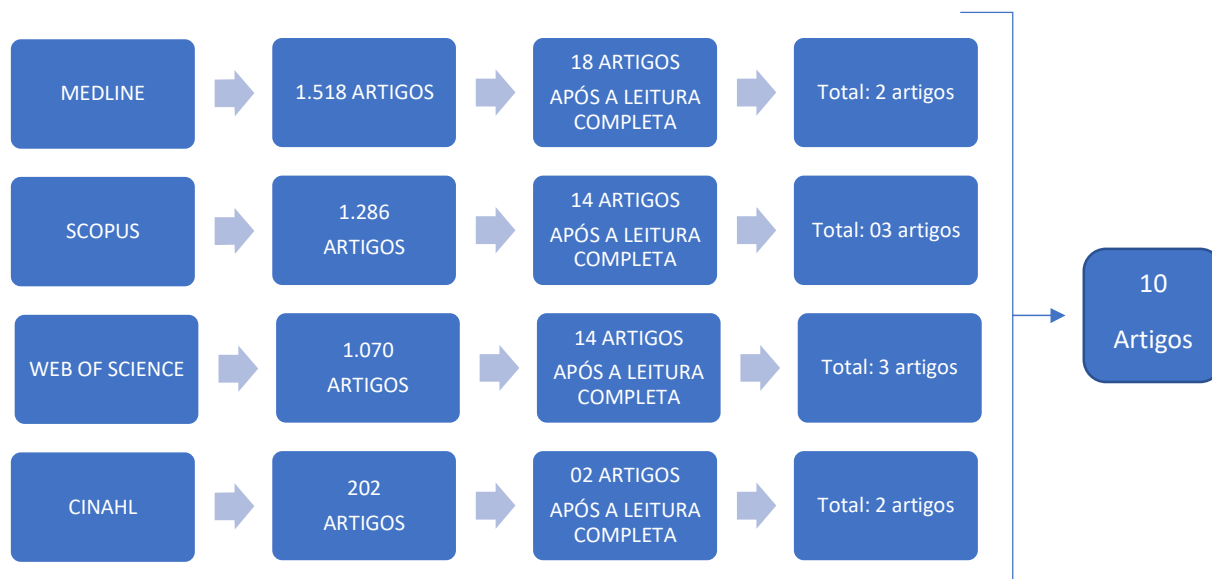 MEDLINE
1.518 ARTIGOS
18 ARTIGOS
APÓS A LEITURA
COMPLETA
Total: 2 artigos
SCOPUS
1.286
ARTIGOS
14 ARTIGOS
APÓS A LEITURA
COMPLETA
Total: 03 artigos
WEB OF SCIENCE
1.070
ARTIGOS
14 ARTIGOS
APÓS A LEITURA
COMPLETA
Total: 3 artigos
CINAHL
202
ARTIGOS
02 ARTIGOS
APÓS A LEITURA
COMPLETA
Total: 2 artigos
10
Artigos